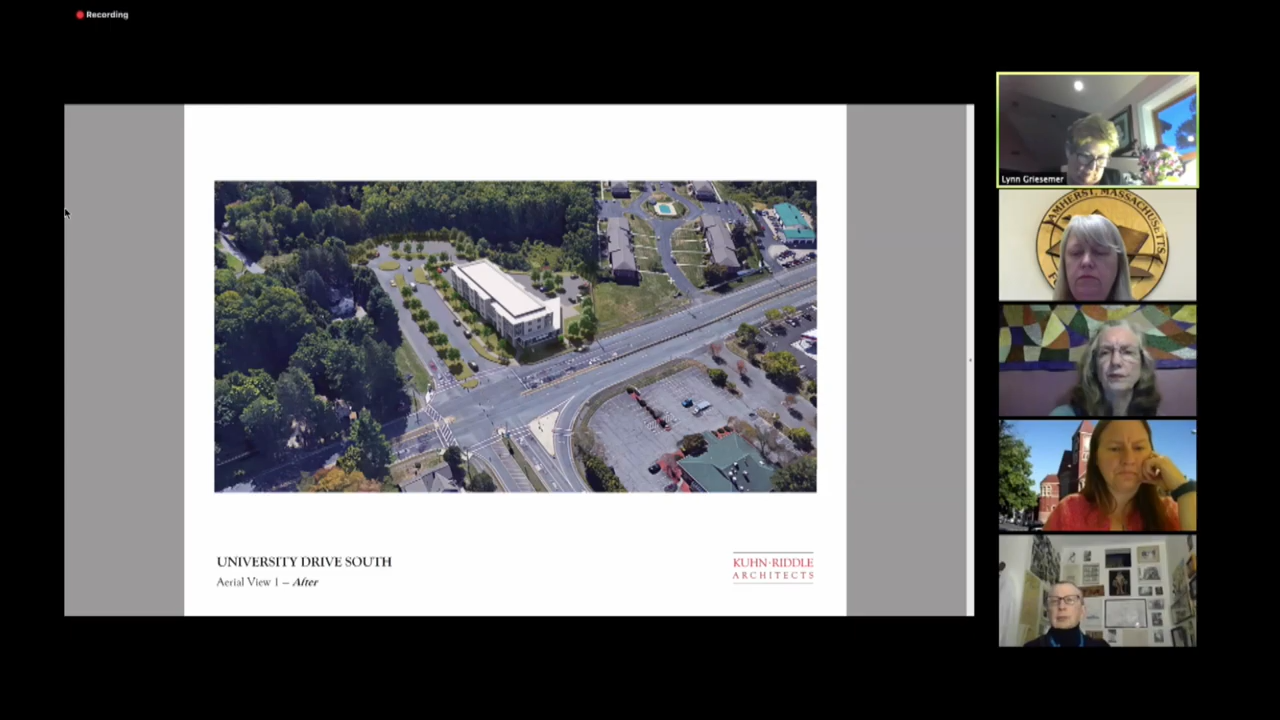 Recording
UNIVERSITY DRIVE SOUTH
Aerial View 1 – After
KUHN·RIDDLE
ARCHITECTS
Lynn Griesemer
AMHERST, MASSACHUSETTS